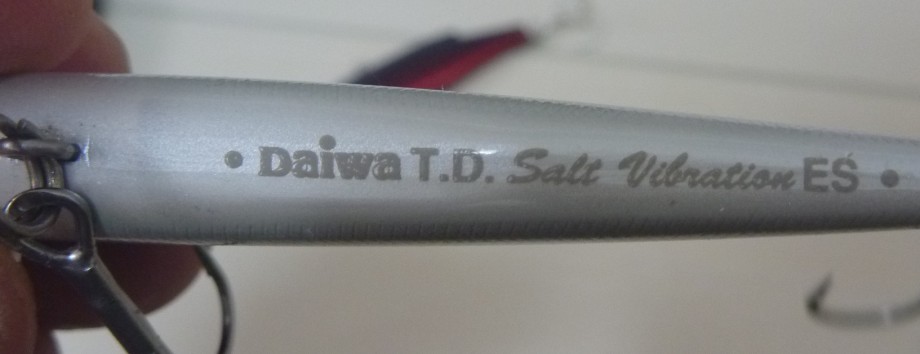 • Daiwa T.D. Salt Vibration ES •